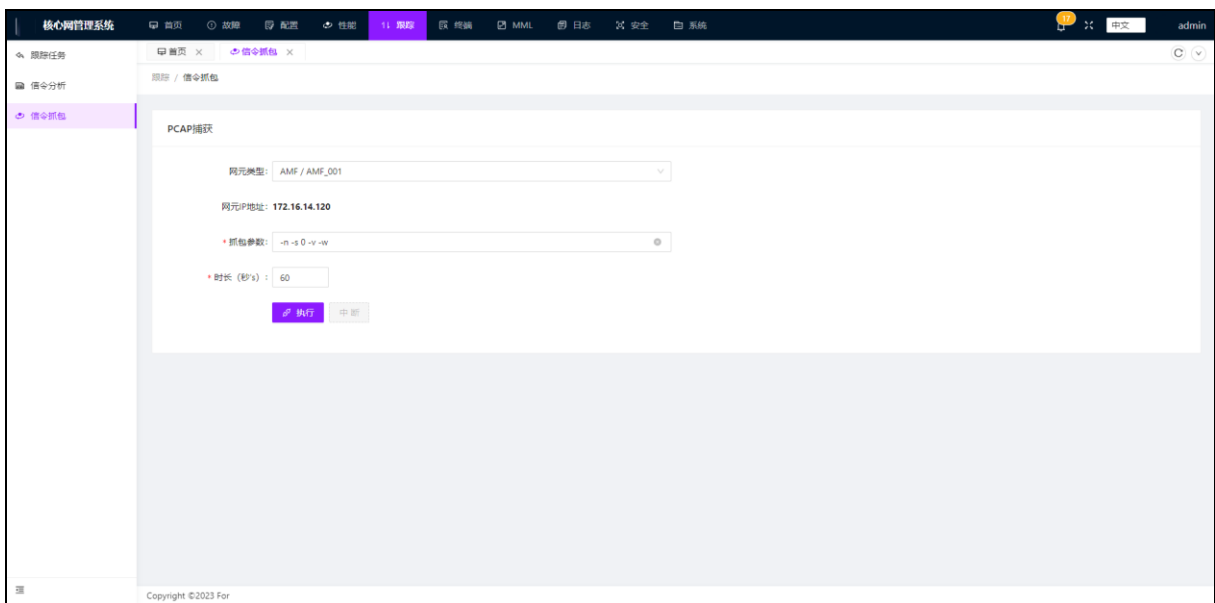 核心网管理系统 首页 故障 配置 性能 跟踪 终端 MML 日志 安全 系统 17 中文 admin
跟踪任务
首页 信令抓包
跟踪 / 信令抓包
信令分析
信令抓包
PCAP捕获
网元类型: AMF / AMF_001
网元IP地址: 172.16.14.120
* 抓包参数: -n -s 0 -v -w
* 时长（秒's）: 60
执行 中断
Copyright ©2023 For